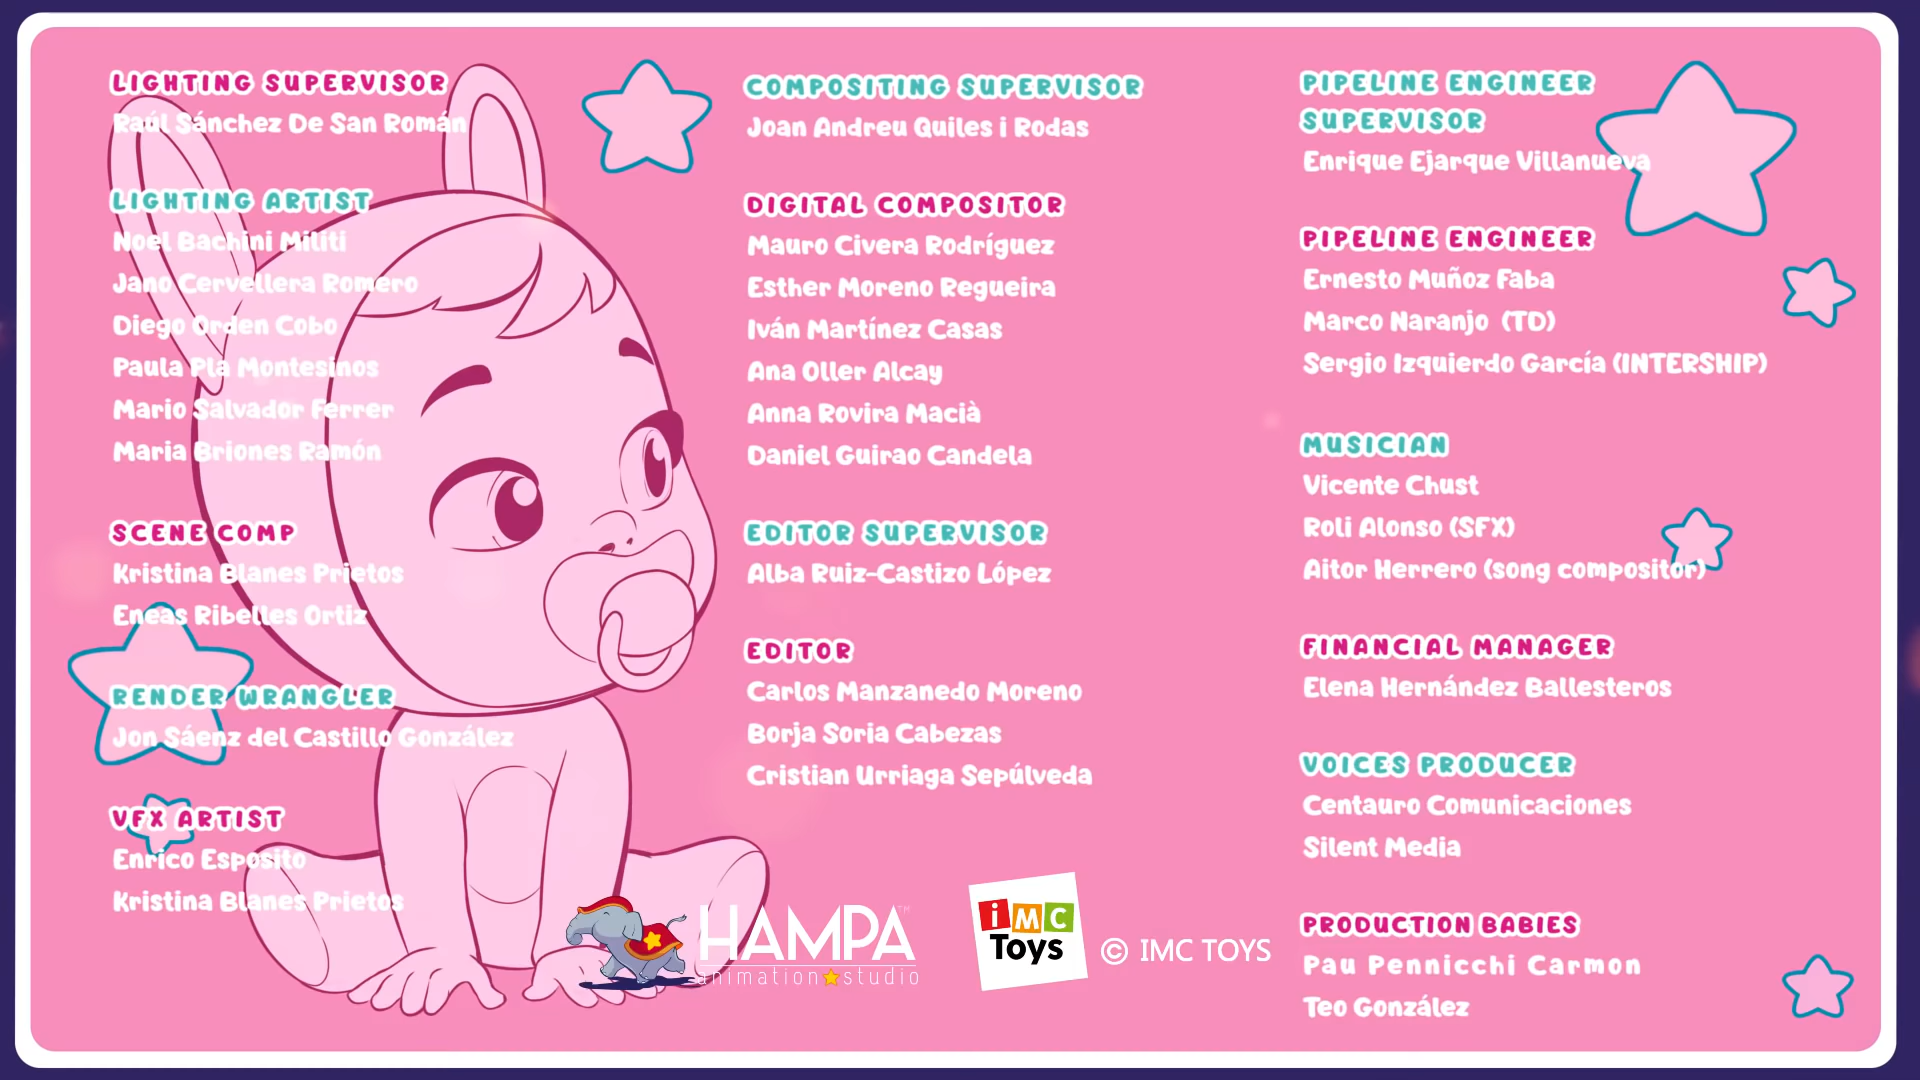 LIGHTING SUPERVISOR
Raúl Sánchez De San Román
LIGHTING ARTIST
Noel Bachini Militi
Jano Cervellera Romero
Diego Orden Cobo
Paula Pla Montesinos
Mario Salvador Ferrer
Maria Briones Ramón
SCENE COMP
Kristina Blanes Prietos
Eneas Ribelles Ortiz
RENDER WRANGLER
Jon Sáenz del Castillo González
VFX ARTIST
Enrico Esposito
Kristina Blanes Prietos
COMPOSITING SUPERVISOR
Joan Andreu Quiles i Rodas
DIGITAL COMPOSITOR
Mauro Civera Rodríguez
Esther Moreno Regueira
Iván Martínez Casas
Ana Oller Alcay
Anna Rovira Macià
Daniel Guirao Candela
EDITOR SUPERVISOR
Alba Ruiz-Castizo López
EDITOR
Carlos Manzanedo Moreno
Borja Soria Cabezas
Cristian Urriaga Sepúlveda
HAMPA™
animation studio
iMC
Toys
© IMC TOYS
PIPELINE ENGINEER
SUPERVISOR
Enrique Ejarque Villanueva
PIPELINE ENGINEER
Ernesto Muñoz Faba
Marco Naranjo (TD)
Sergio Izquierdo García (INTERSHIP)
MUSICIAN
Vicente Chust
Roli Alonso (SFX)
Aitor Herrero (song compositor)
FINANCIAL MANAGER
Elena Hernández Ballesteros
VOICES PRODUCER
Centauro Comunicaciones
Silent Media
PRODUCTION BABIES
Pau Pennicchi Carmon
Teo González